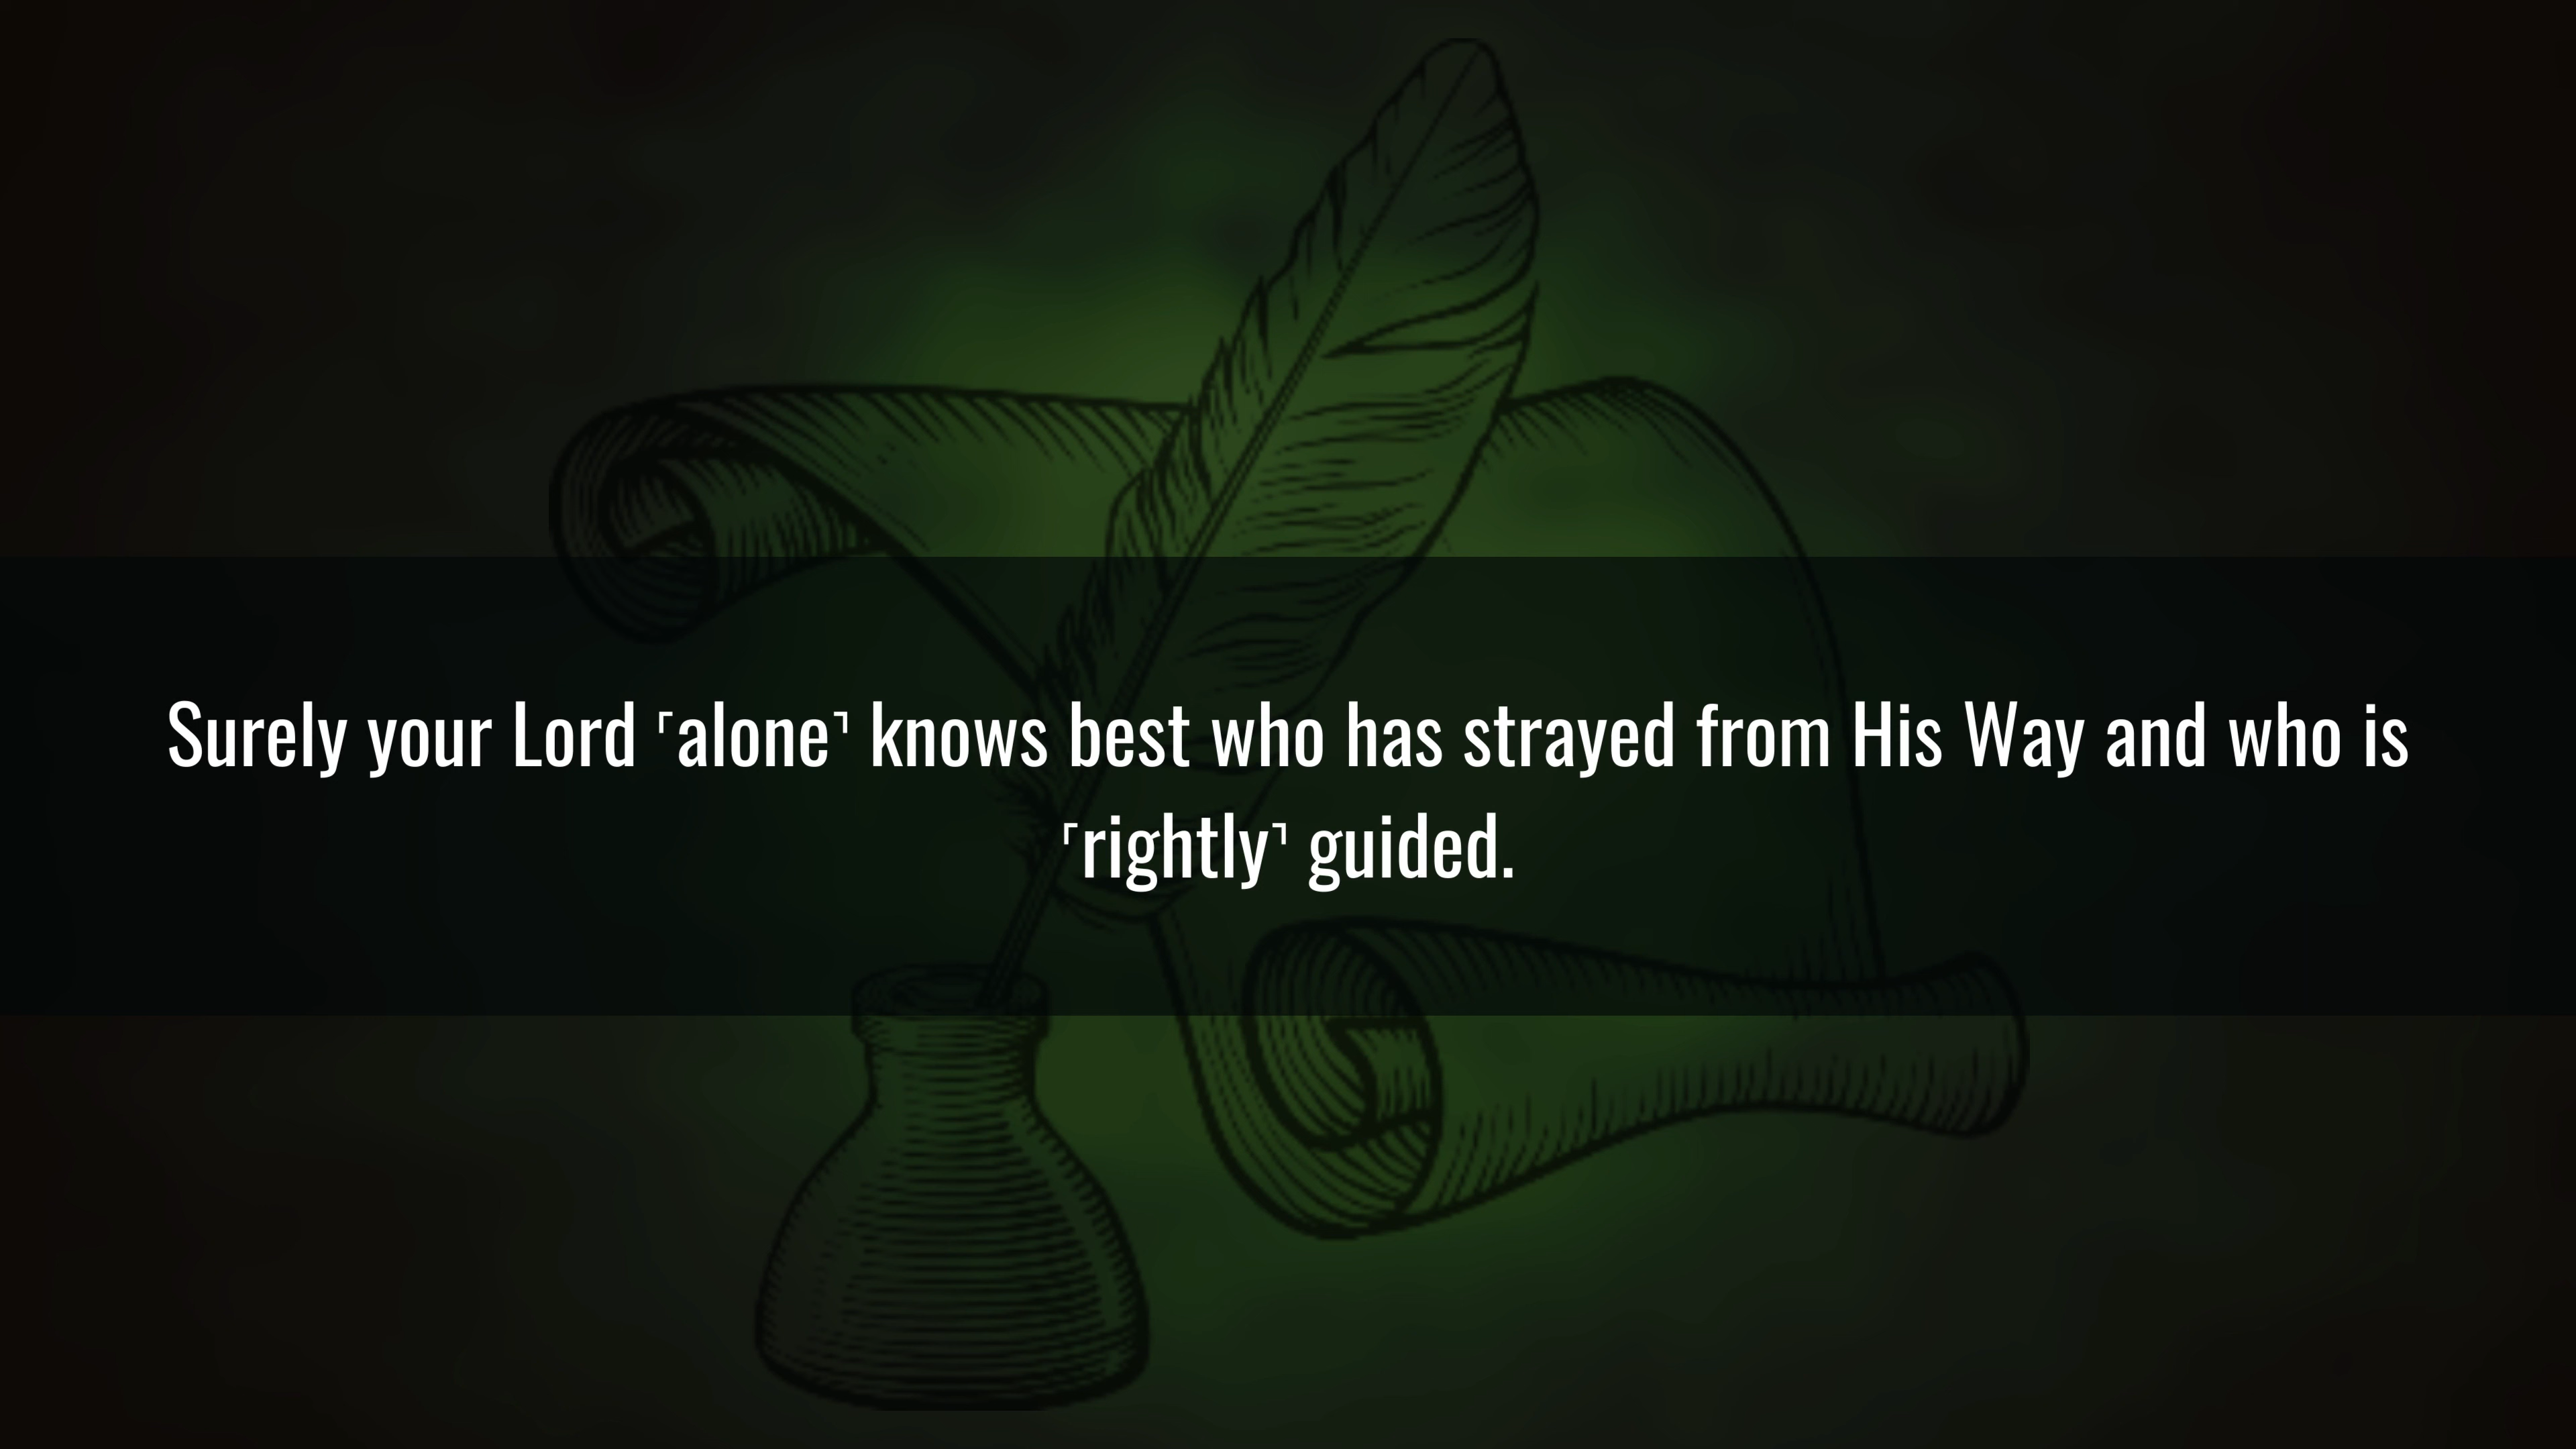 Surely your Lord ⸢alone⸣ knows best who has strayed from His Way and who is
⸢rightly⸣ guided.